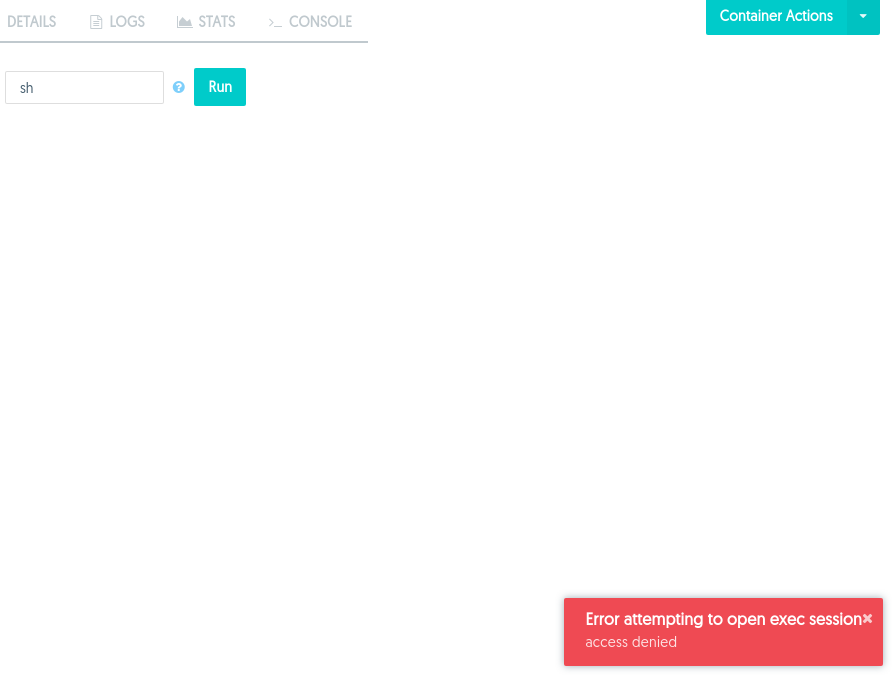 DETAILS LOGS STATS CONSOLE Container Actions
sh Run
Error attempting to open exec session
access denied